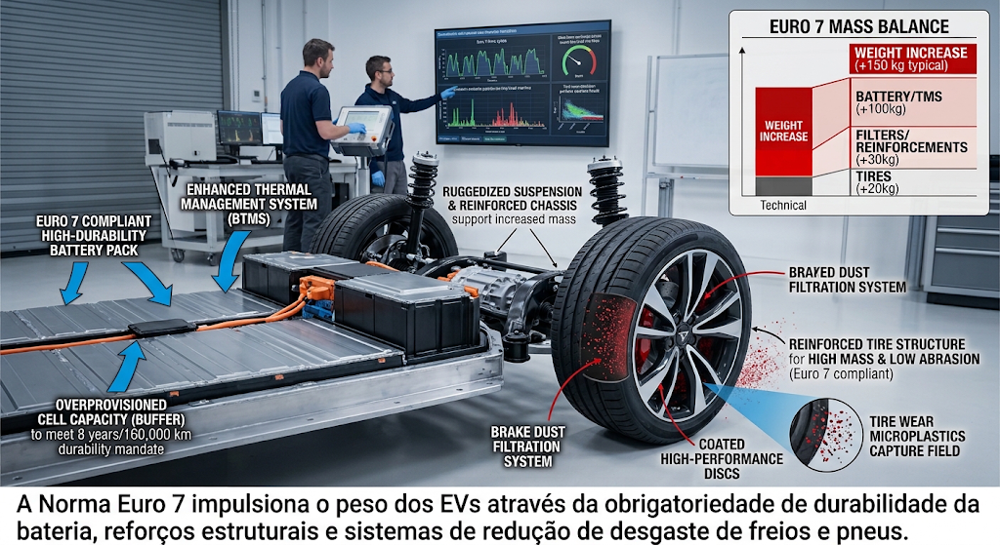 EURO 7 MASS BALANCE
WEIGHT INCREASE
(+150 kg typical)
BATTERY/TMS
(+100kg)
FILTERS/
REINFORCEMENTS
(+30kg)
TIRES
(+20kg)
WEIGHT
INCREASE
Technical
ENHANCED THERMAL
MANAGEMENT SYSTEM
(BTMS)
EURO 7 COMPLIANT
HIGH-DURABILITY
BATTERY PACK
RUGGEDIZED SUSPENSION
& REINFORCED CHASSIS
support increased mass
BRAYED DUST
FILTRATION SYSTEM
REINFORCED TIRE STRUCTURE
for HIGH MASS & LOW ABRASION
(Euro 7 compliant)
OVERPROVISIONED
CELL CAPACITY (BUFFER)
to meet 8 years/160,000 km
durability mandate
BRAKE DUST
FILTRATION
SYSTEM
COATED
HIGH-PERFORMANCE
DISCS
TIRE WEAR
MICROPLASTICS
CAPTURE FIELD
A Norma Euro 7 impulsiona o peso dos EVs através da obrigatoriedade de durabilidade da
bateria, reforços estruturais e sistemas de redução de desgaste de freios e pneus.